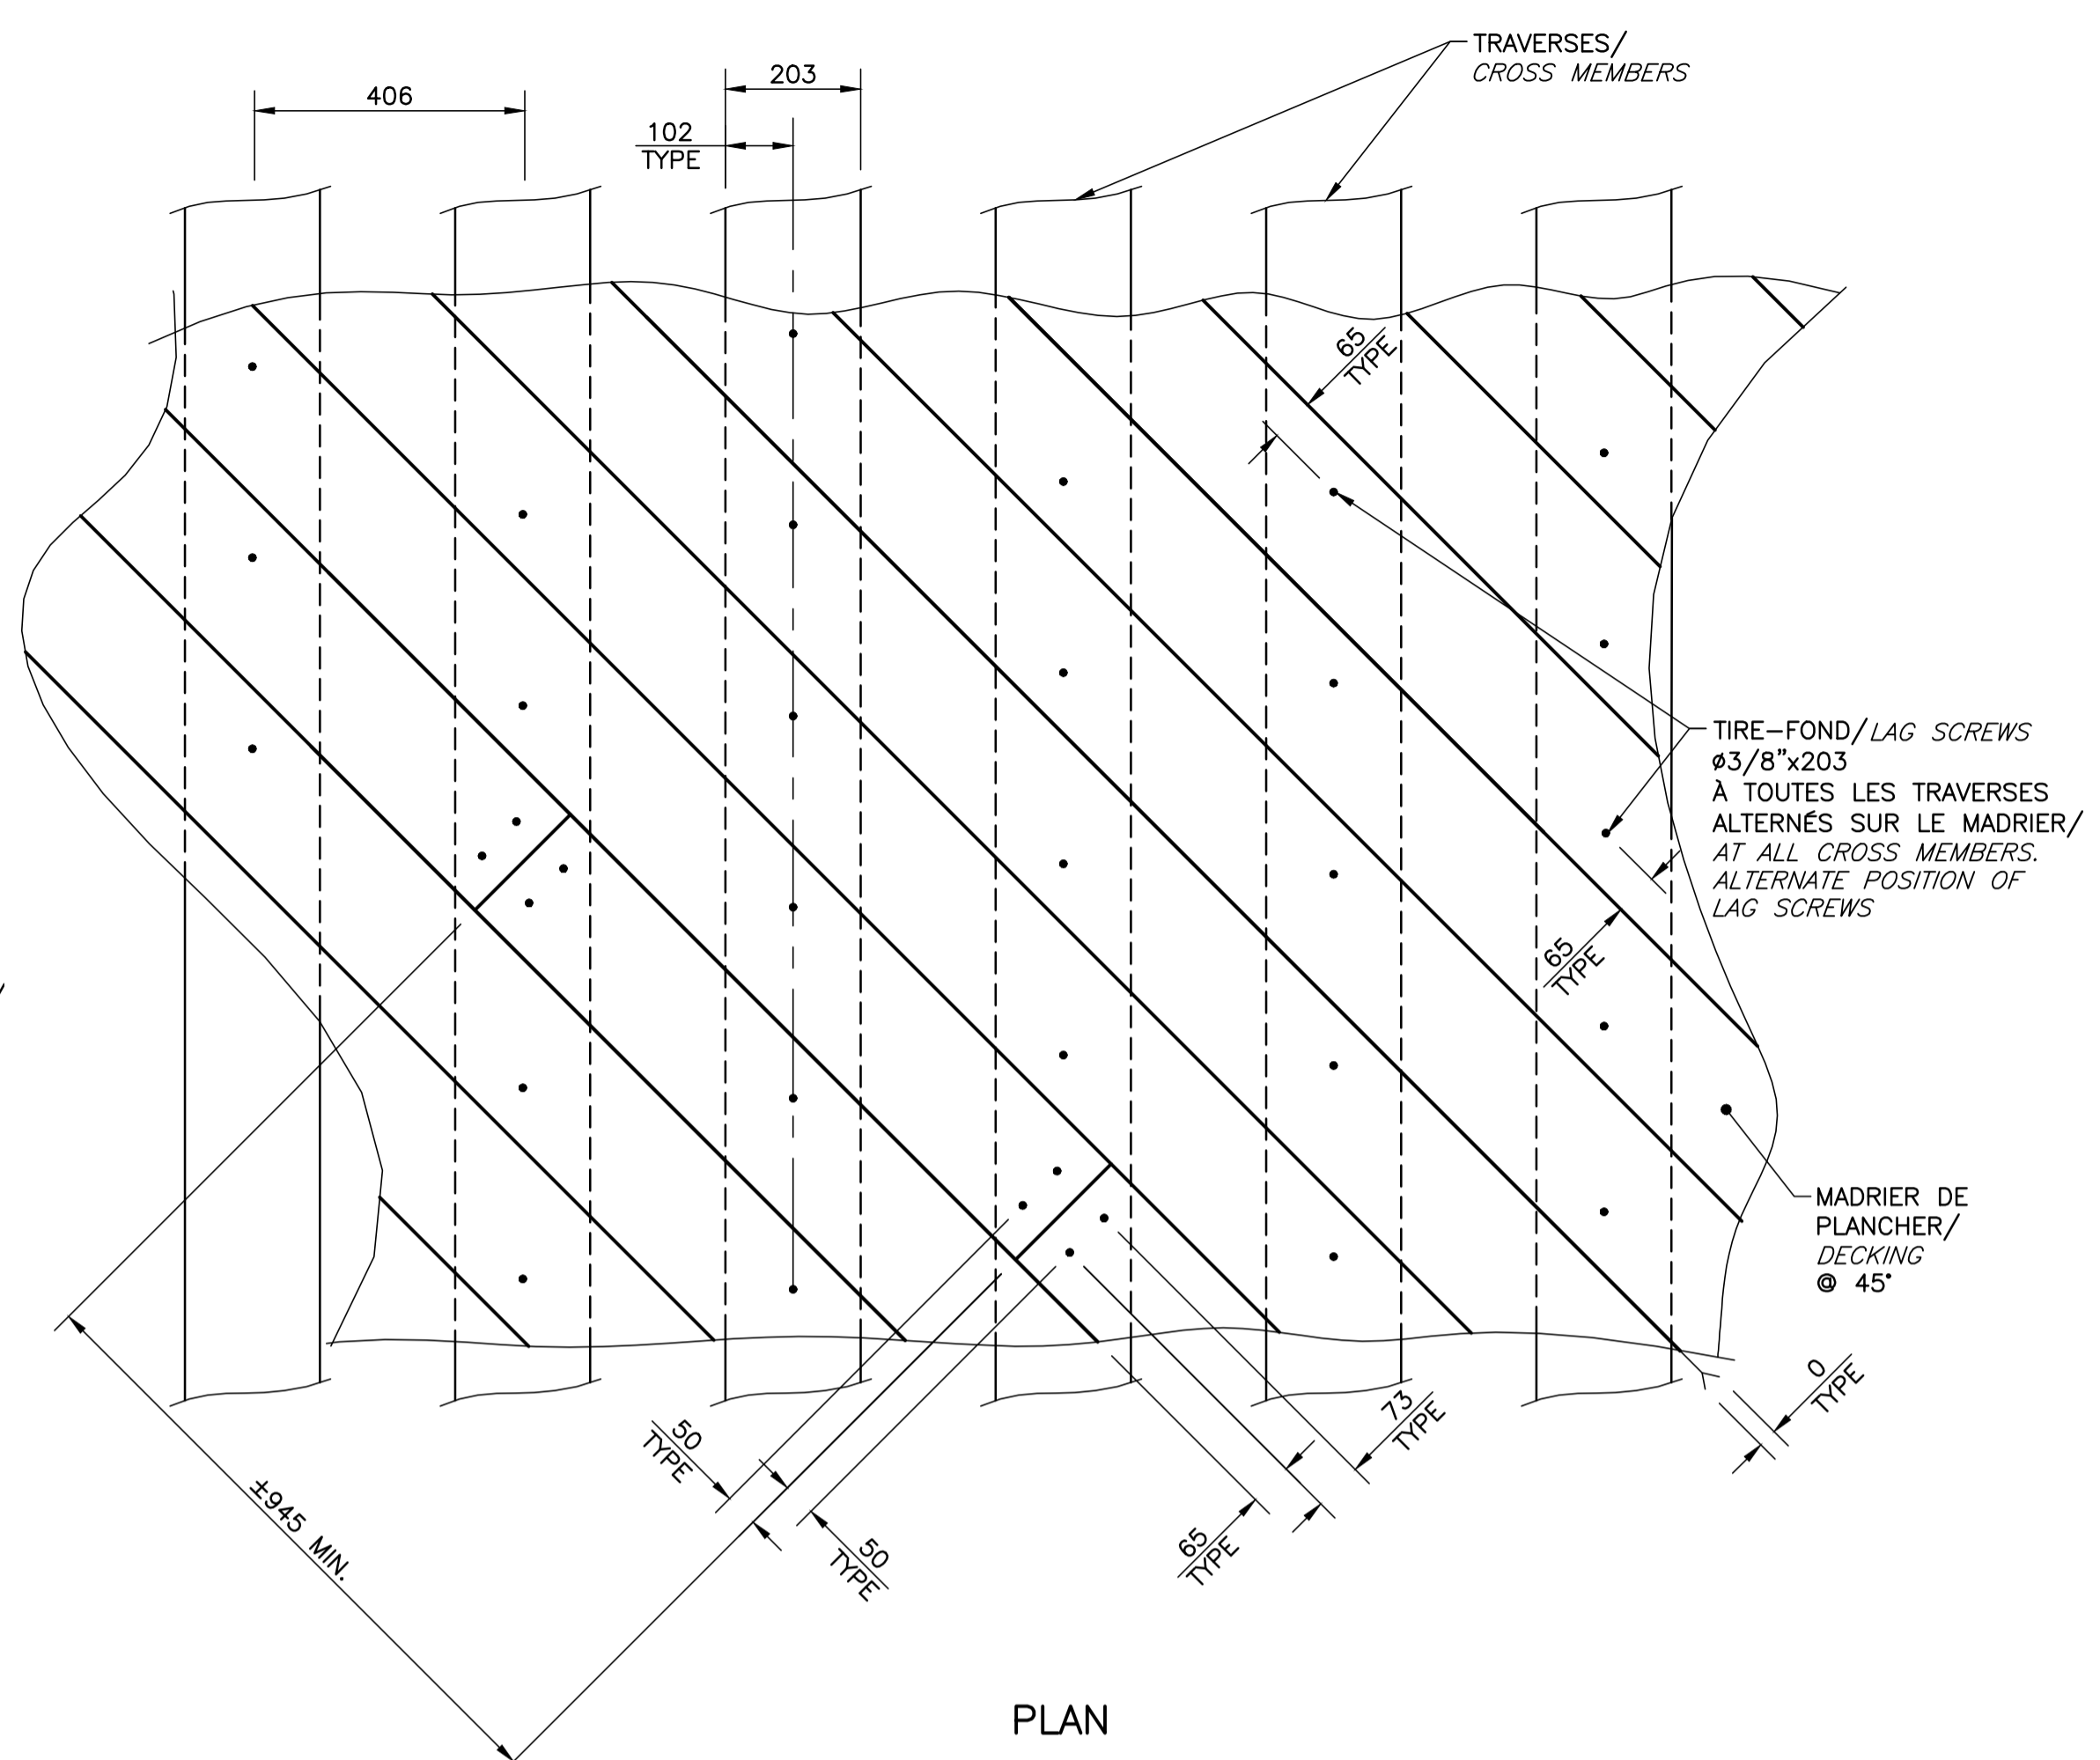 TRAVERSES/
CROSS MEMBERS
203
406
102
TYPE
65
TYPE
TIRE-FOND/LAG SCREWS
ø3/8"x203
À TOUTES LES TRAVERSES
ALTERNÉS SUR LE MADRIER/
AT ALL CROSS MEMBERS.
ALTERNATE POSITION OF
LAG SCREWS
65
TYPE
MADRIER DE
PLANCHER/
DECKING
@ 45°
0
TYPE
73
TYPE
50
TYPE
50
TYPE
65
TYPE
±945 MIN.
PLAN